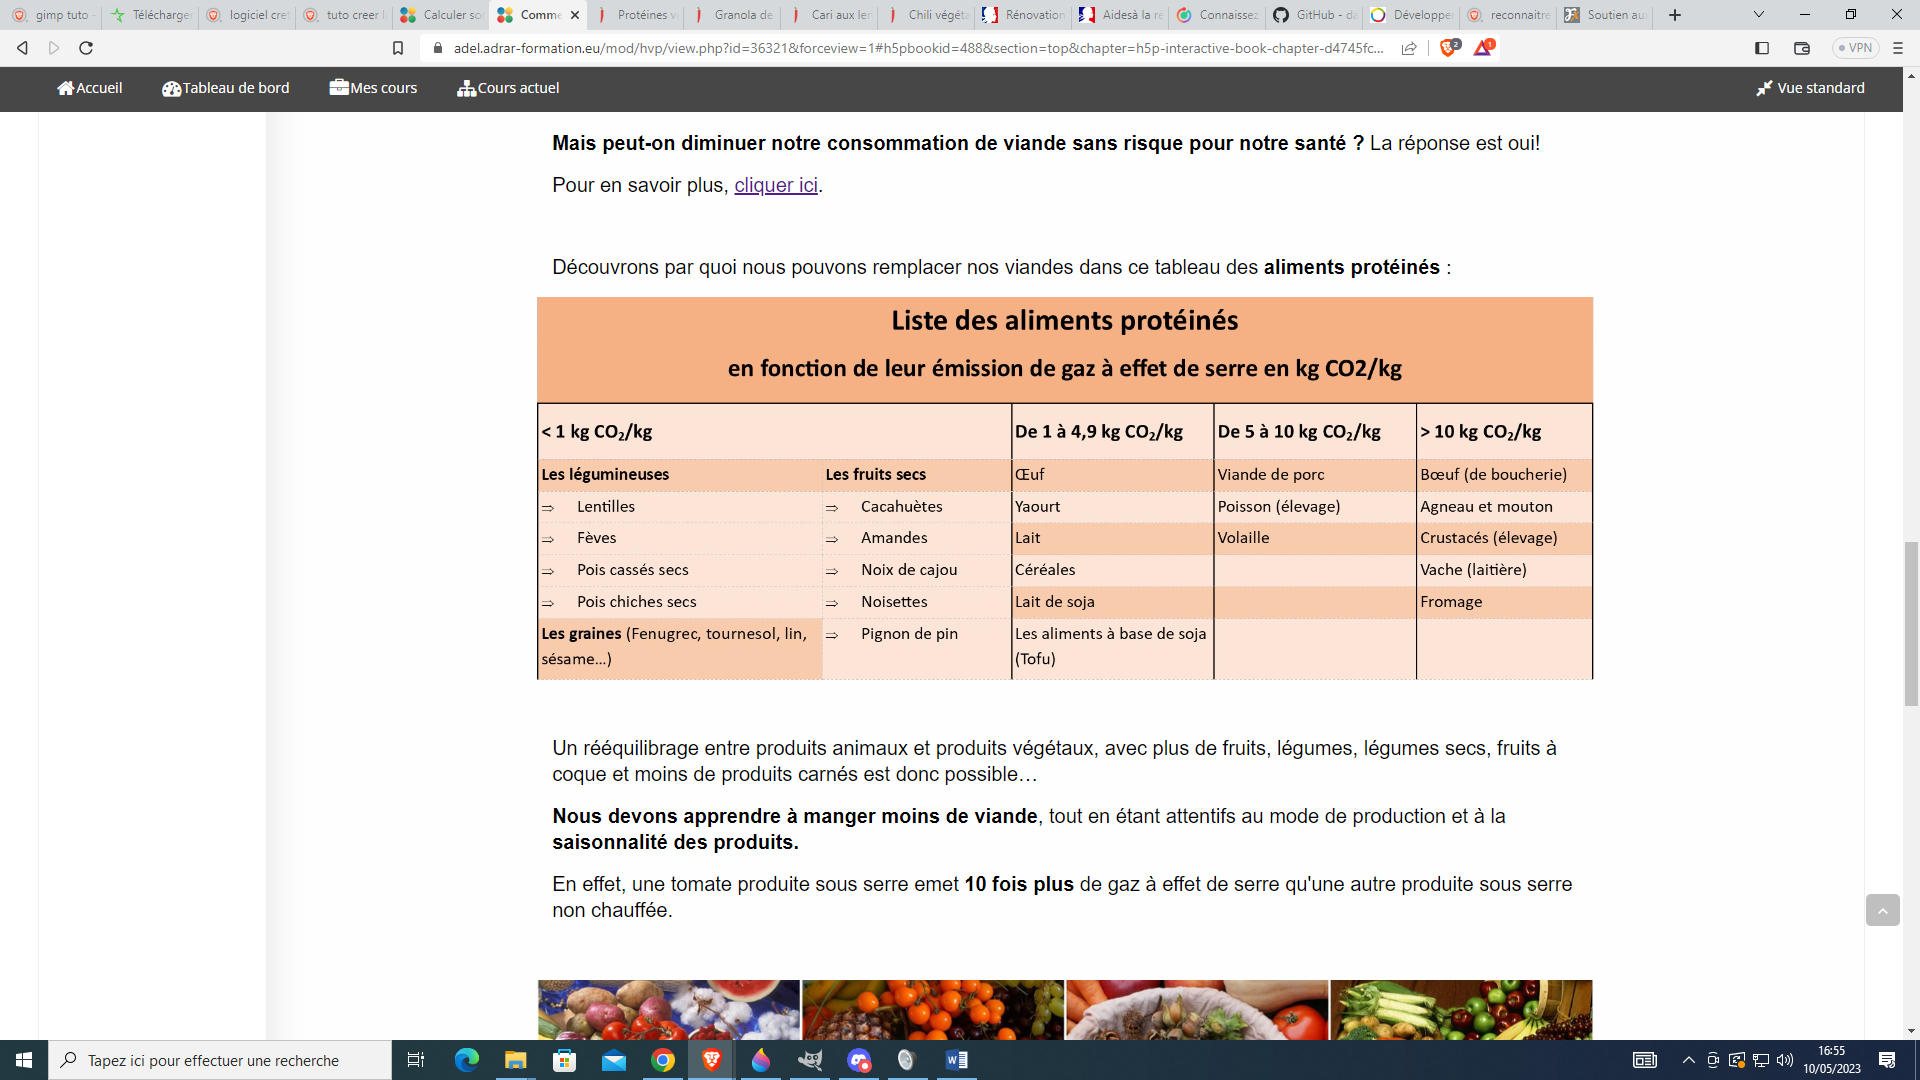 gimp tuto -
Télécharger
logiciel cret
tuto creer l
Calculer so
Comme
Protéines v
Granola de
Cari aux ler
Chili végéta
Rénovation
Aidesà la re
Connaissez
GitHub - da
Développer
reconnaitre
Soutien au
adel.adrar-formation.eu/mod/hvp/view.php?id=36321&forceview=1#h5pbookid=488&section=top&chapter=h5p-interactive-book-chapter-d4745fc...
2
1
VPN
Accueil
Tableau de bord
Mes cours
Cours actuel
Vue standard
Mais peut-on diminuer notre consommation de viande sans risque pour notre santé ? La réponse est oui!
Pour en savoir plus, cliquer ici.
Découvrons par quoi nous pouvons remplacer nos viandes dans ce tableau des aliments protéinés :
Liste des aliments protéinés
en fonction de leur émission de gaz à effet de serre en kg CO2/kg
< 1 kg CO₂/kg
De 1 à 4,9 kg CO₂/kg
De 5 à 10 kg CO₂/kg
> 10 kg CO₂/kg
Les légumineuses
Les fruits secs
Œuf
Viande de porc
Bœuf (de boucherie)
⇒ Lentilles
⇒ Cacahuètes
Yaourt
Poisson (élevage)
Agneau et mouton
⇒ Fèves
⇒ Amandes
Lait
Volaille
Crustacés (élevage)
⇒ Pois cassés secs
⇒ Noix de cajou
Céréales
Vache (laitière)
⇒ Pois chiches secs
⇒ Noisettes
Lait de soja
Fromage
Les graines (Fenugrec, tournesol, lin,
sésame...)
⇒ Pignon de pin
Les aliments à base de soja
(Tofu)
Un rééquilibrage entre produits animaux et produits végétaux, avec plus de fruits, légumes, légumes secs, fruits à
coque et moins de produits carnés est donc possible…
Nous devons apprendre à manger moins de viande, tout en étant attentifs au mode de production et à la
saisonnalité des produits.
En effet, une tomate produite sous serre emet 10 fois plus de gaz à effet de serre qu'une autre produite sous serre
non chauffée.
Tapez ici pour effectuer une recherche
16:55
10/05/2023